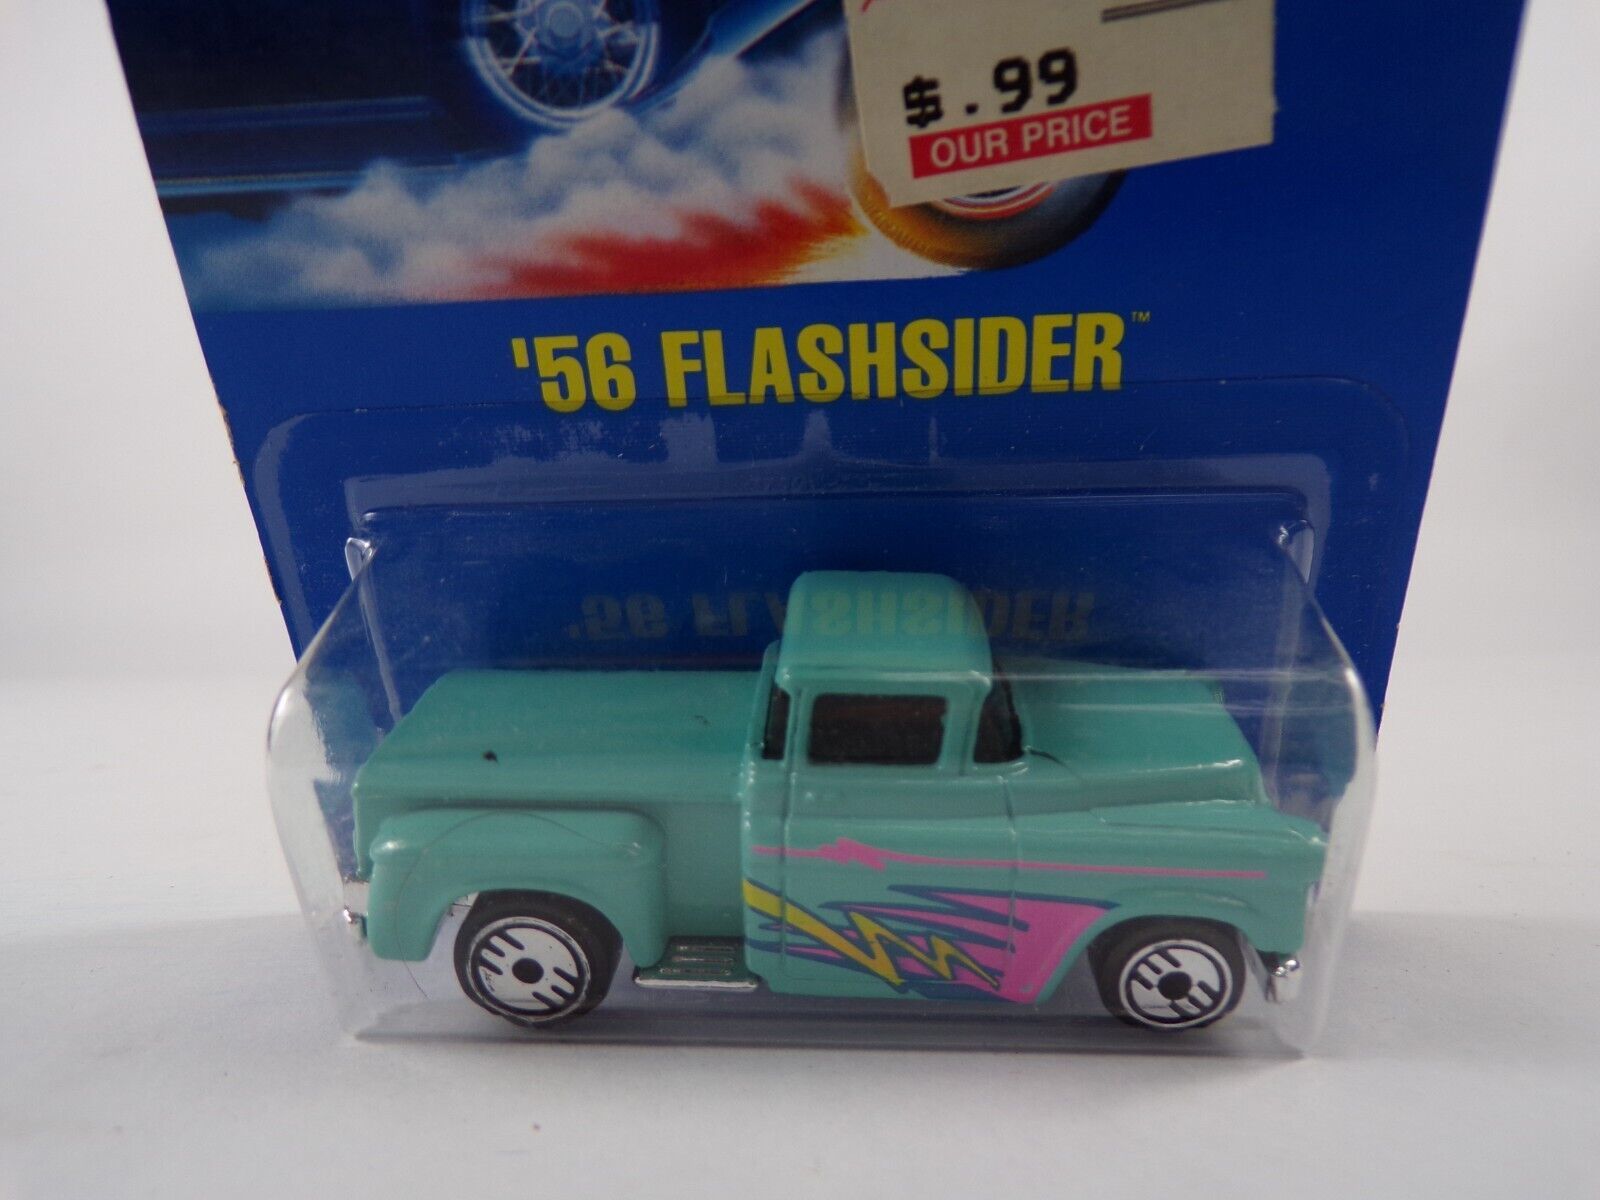 $.99
OUR PRICE
'56 FLASHSIDER™
'56 FLASHSIDER